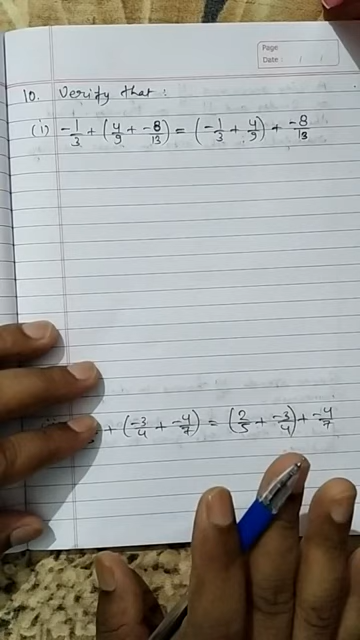 Page
Date : / /
10. Verify that :
(i) -1/3 + (4/9 + -8/13) = (-1/3 + 4/9) + -8/13
+ (-3/4 + -4/7) = (2/5 + -3/4) + -4/7